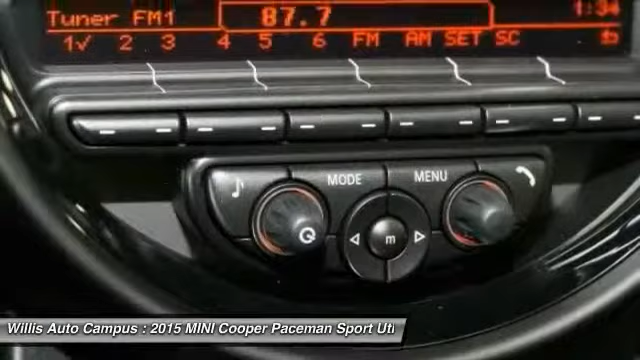 Tuner FM1 87.7 1:34
1✓ 2 3 4 5 6 FM AM SET SC
MODE MENU
m
Willis Auto Campus : 2015 MINI Cooper Paceman Sport Uti